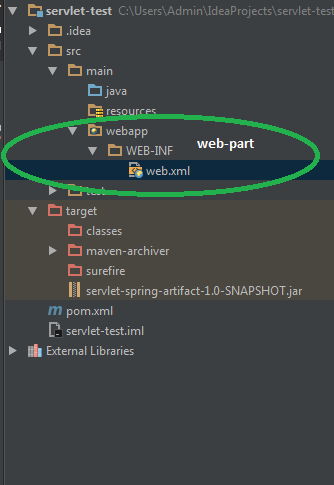 servlet-test C:\Users\Admin\IdeaProjects\servlet-test
.idea
src
main
java
resources
webapp
WEB-INF web-part
web.xml
test
target
classes
maven-archiver
surefire
servlet-spring-artifact-1.0-SNAPSHOT.jar
pom.xml
servlet-test.iml
External Libraries